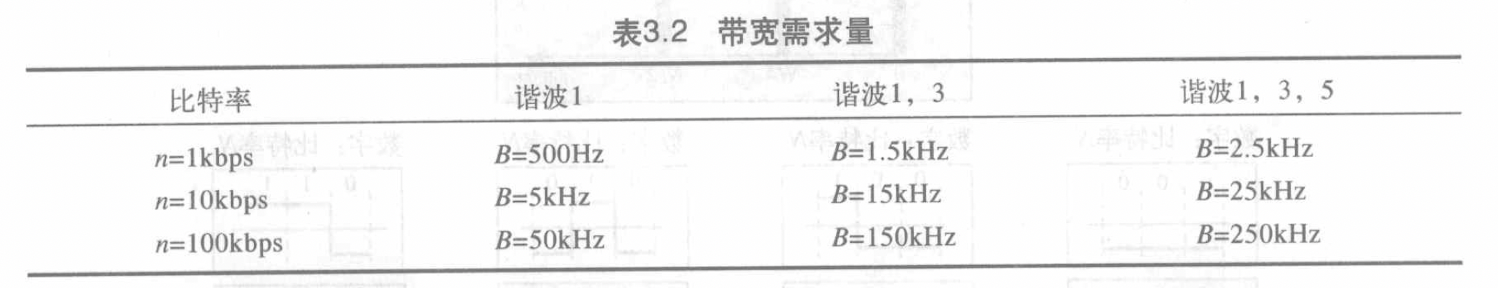 表3.2 带宽需求量
比特率 谐波1 谐波1，3 谐波1，3，5
n=1kbps B=500Hz B=1.5kHz B=2.5kHz
n=10kbps B=5kHz B=15kHz B=25kHz
n=100kbps B=50kHz B=150kHz B=250kHz